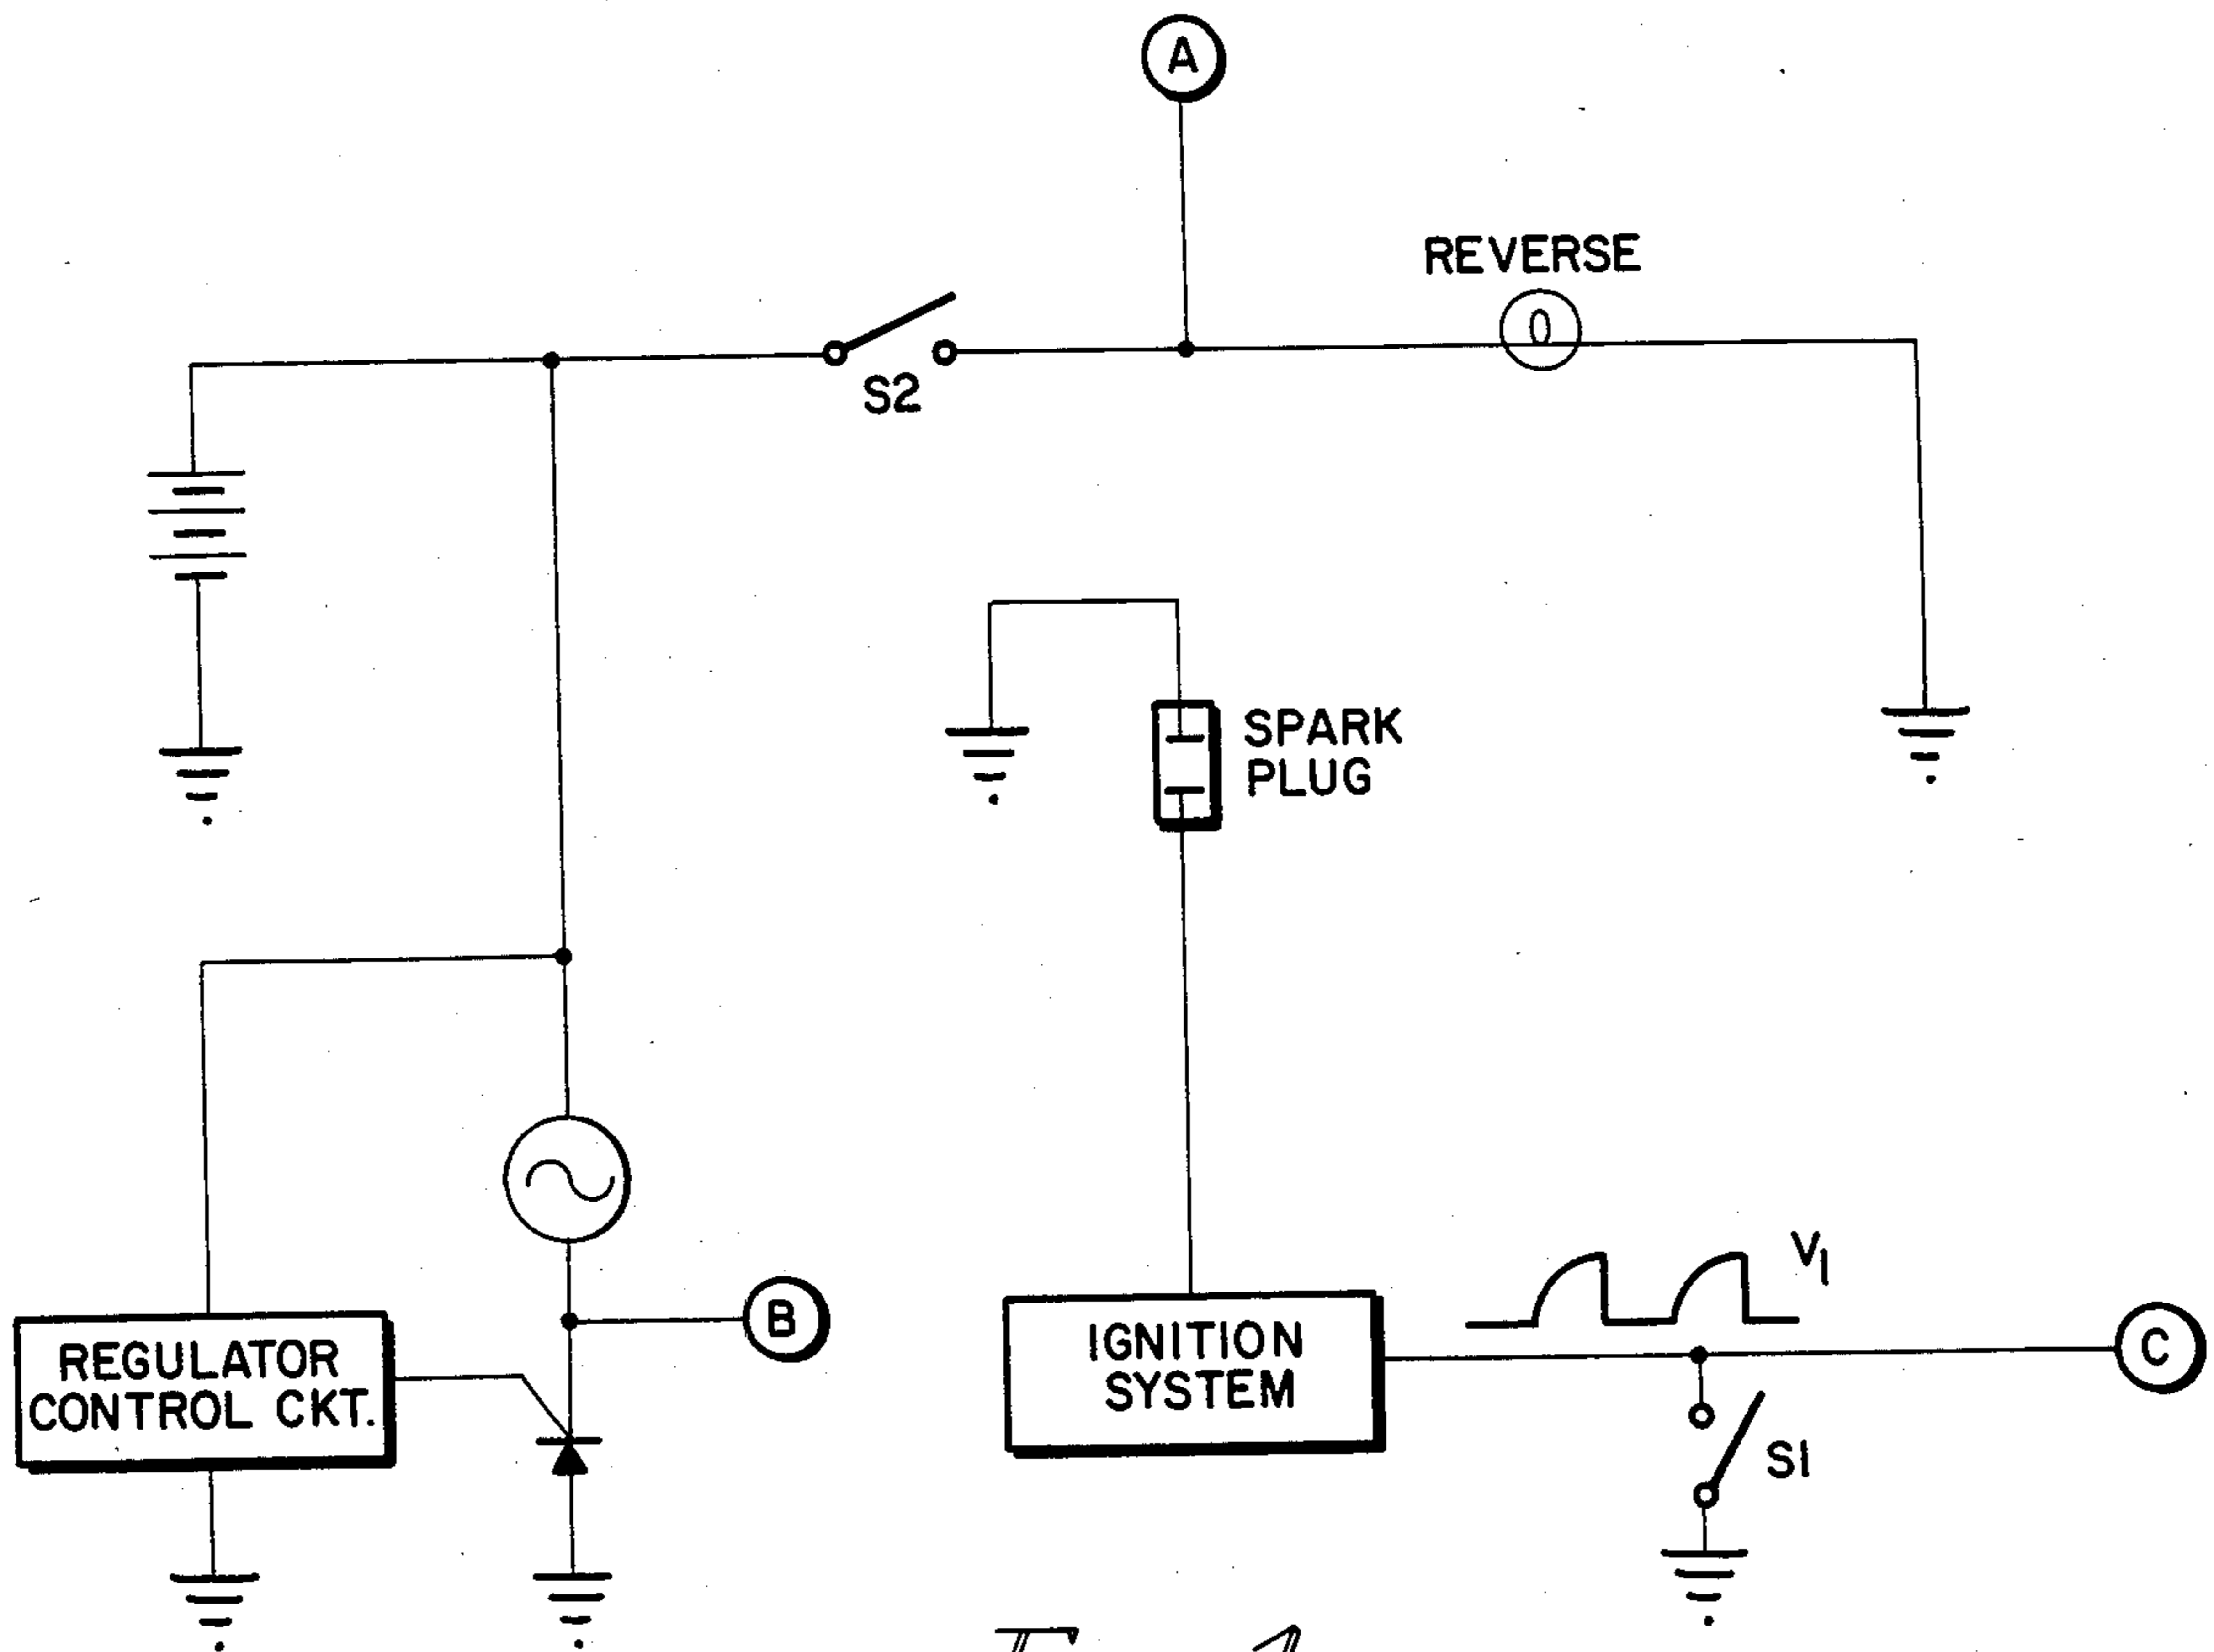 A
REVERSE
S2
SPARK
PLUG
B
REGULATOR
CONTROL CKT.
IGNITION
SYSTEM
V1
C
S1